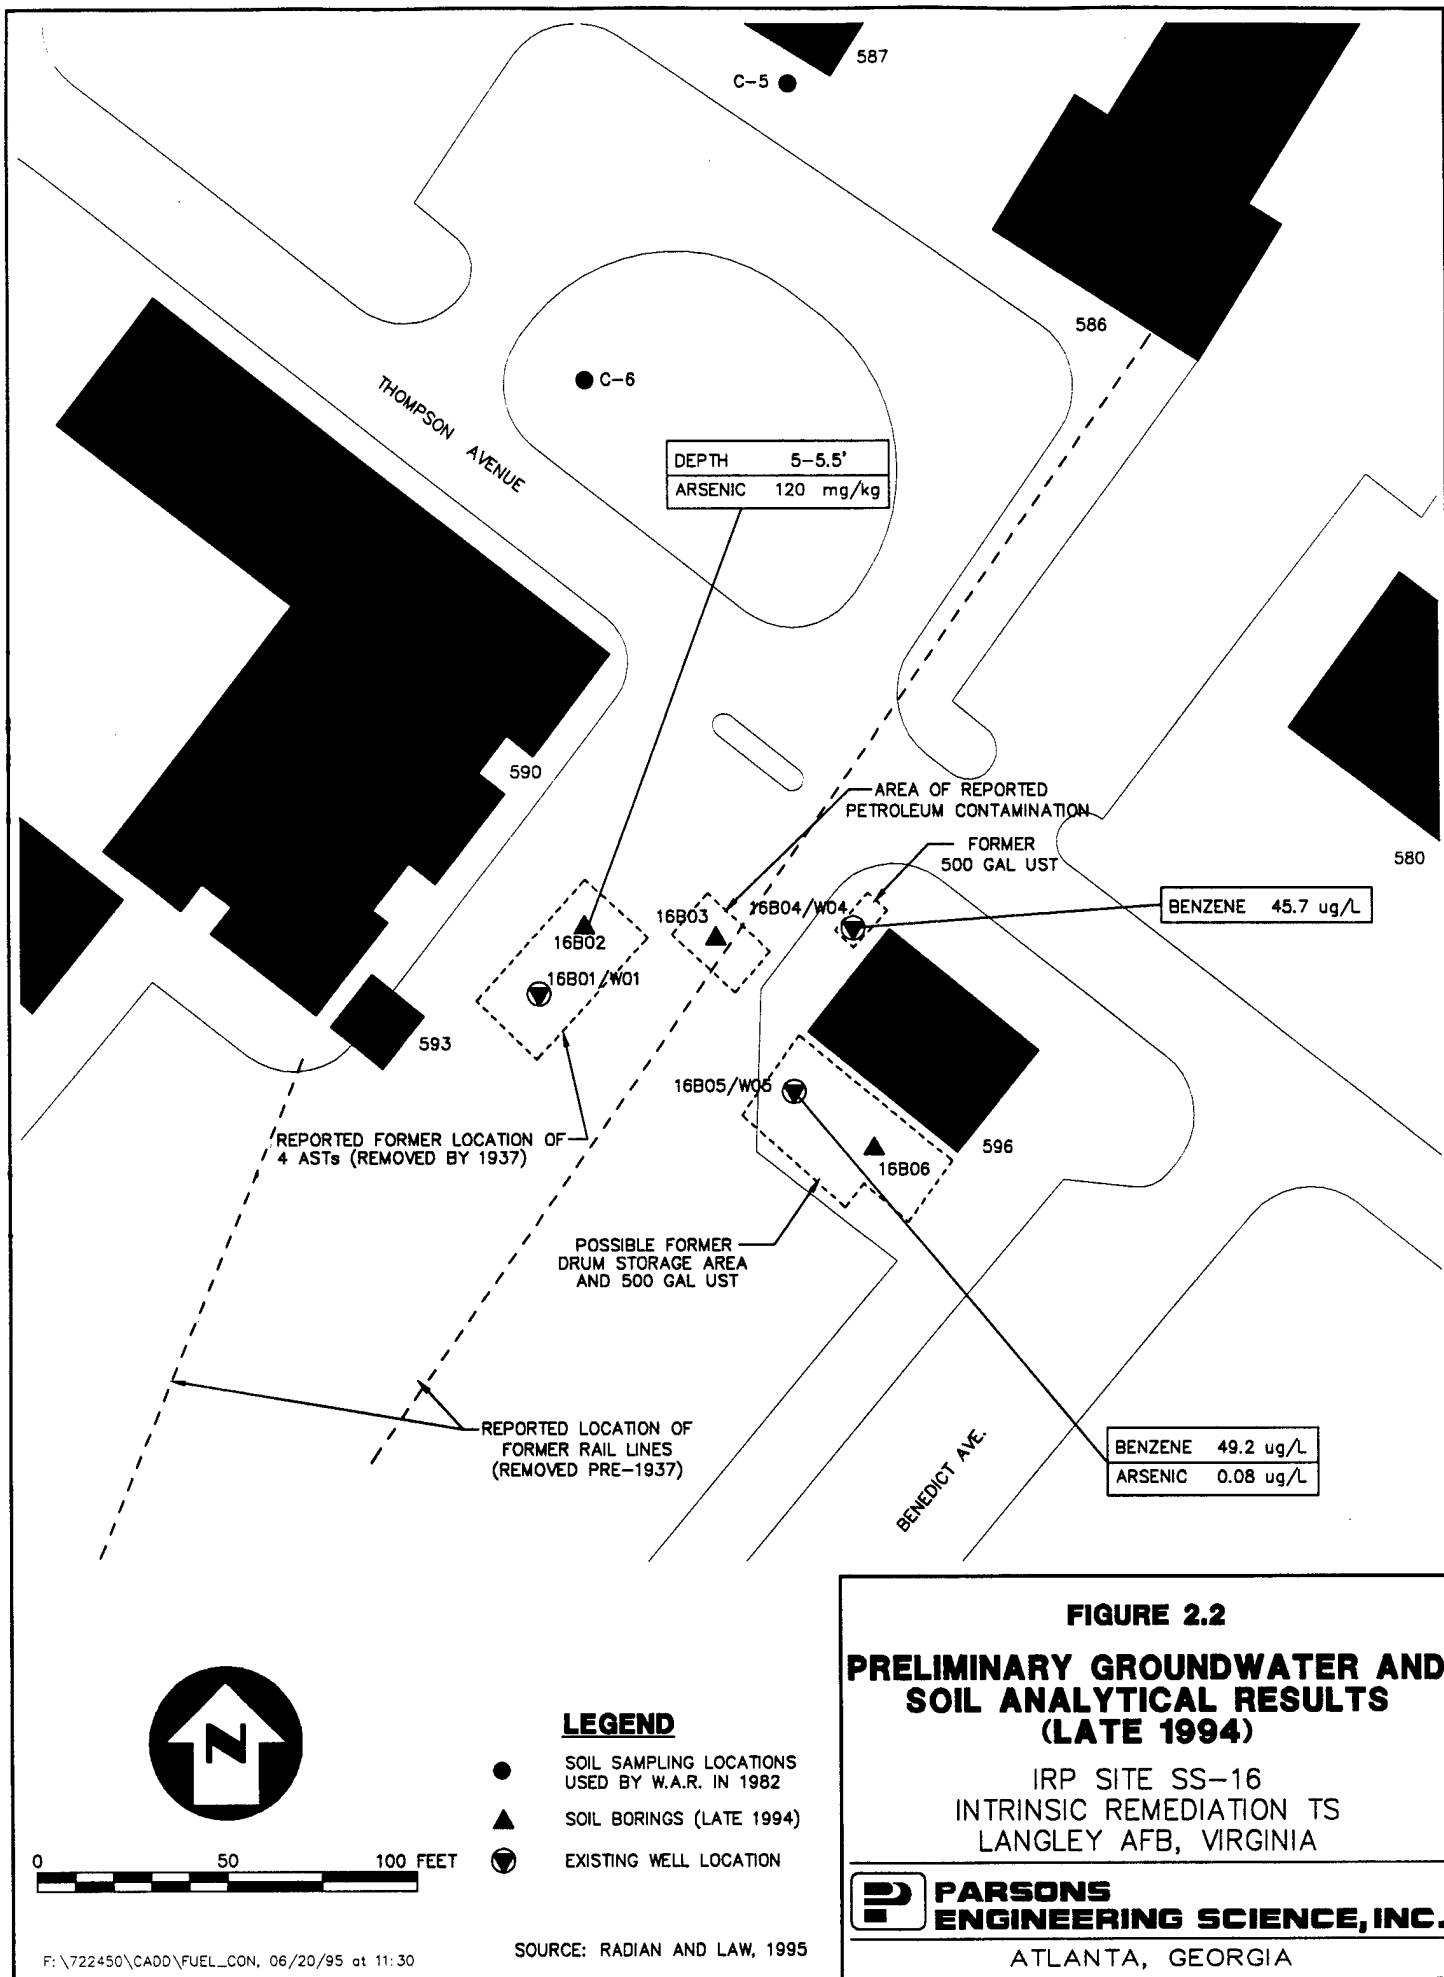 587
C-5
586
C-6
THOMPSON AVENUE
DEPTH 5-5.5'
ARSENIC 120 mg/kg
590
AREA OF REPORTED
PETROLEUM CONTAMINATION
FORMER
500 GAL UST
580
BENZENE 45.7 ug/L
16B03
16B04/W04
16B02
16B01/W01
593
16B05/W05
REPORTED FORMER LOCATION OF
4 ASTs (REMOVED BY 1937)
596
16B06
POSSIBLE FORMER
DRUM STORAGE AREA
AND 500 GAL UST
REPORTED LOCATION OF
FORMER RAIL LINES
(REMOVED PRE-1937)
BENZENE 49.2 ug/L
ARSENIC 0.08 ug/L
BENEDICT AVE.
FIGURE 2.2
PRELIMINARY GROUNDWATER AND
SOIL ANALYTICAL RESULTS
(LATE 1994)
IRP SITE SS-16
INTRINSIC REMEDIATION TS
LANGLEY AFB, VIRGINIA
PARSONS
ENGINEERING SCIENCE, INC.
ATLANTA, GEORGIA
N
LEGEND
SOIL SAMPLING LOCATIONS
USED BY W.A.R. IN 1982
SOIL BORINGS (LATE 1994)
EXISTING WELL LOCATION
0 50 100 FEET
SOURCE: RADIAN AND LAW, 1995
F:\722450\CADD\FUEL_CON, 06/20/95 at 11:30